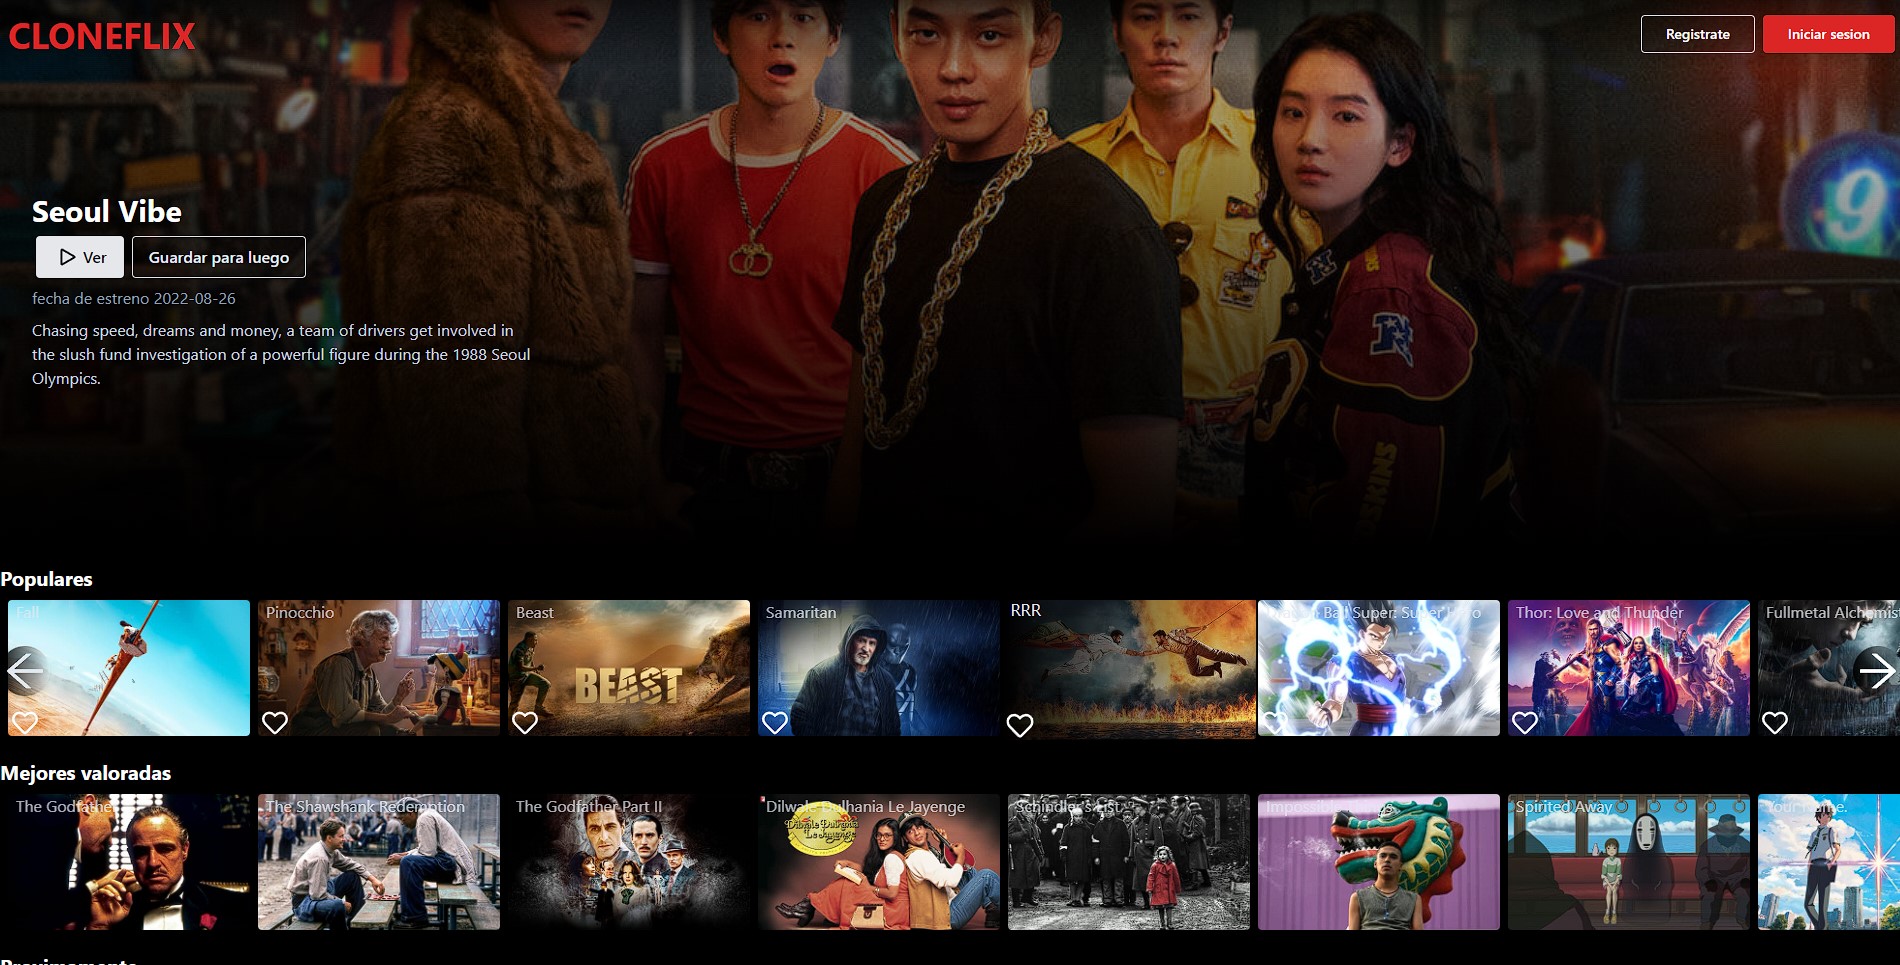 CLONEFLIX
Registrate
Iniciar sesion
Seoul Vibe
Ver
Guardar para luego
fecha de estreno 2022-08-26
Chasing speed, dreams and money, a team of drivers get involved in
the slush fund investigation of a powerful figure during the 1988 Seoul
Olympics.
9
Populares
Fall
Pinocchio
Beast
BEAST
Samaritan
RRR
Ball Super: Super
Thor: Love and Thunder
Fullmetal Alchemist
Mejores valoradas
The Godfather
The Shawshank Redemption
The Godfather Part II
Dilwale Dulhania Le Jayenge
Dilwale Dulhania
Le Jayenge
Schindler's List
Impossible Things
Spirited Away
Your Name.
Proximamente